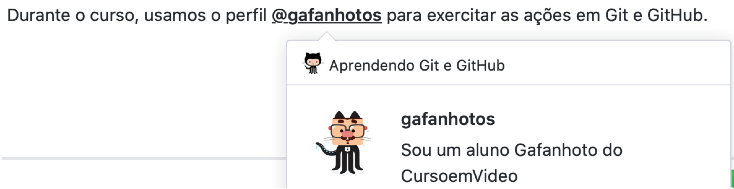 Durante o curso, usamos o perfil @gafanhotos para exercitar as ações em Git e GitHub.
Aprendendo Git e GitHub
gafanhotos
Sou um aluno Gafanhoto do
CursoemVideo